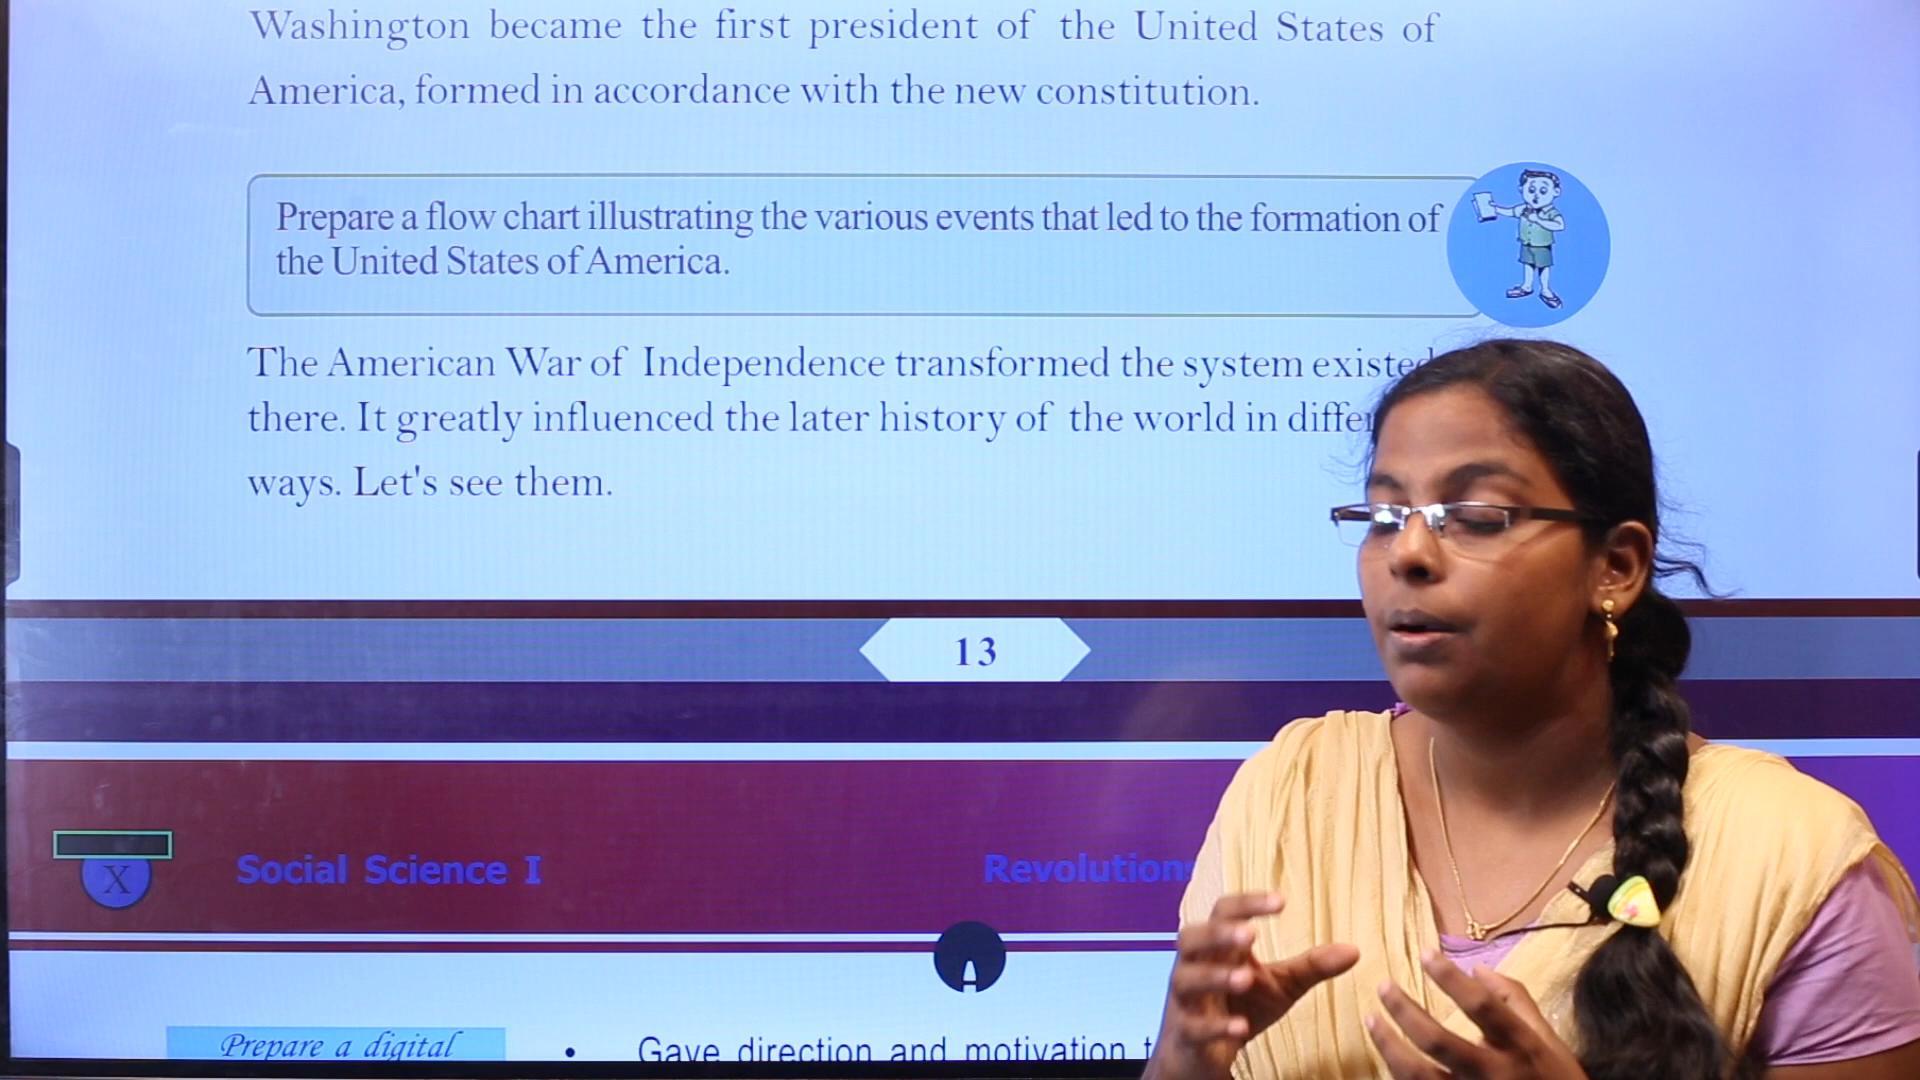 Washington became the first president of the United States of
America, formed in accordance with the new constitution.
Prepare a flow chart illustrating the various events that led to the formation of
the United States of America.
The American War of Independence transformed the system existed
there. It greatly influenced the later history of the world in
ways. Let's see them.
13
X
Social Science I
Revolutions
Prepare a digital
• Gave direction and motivation